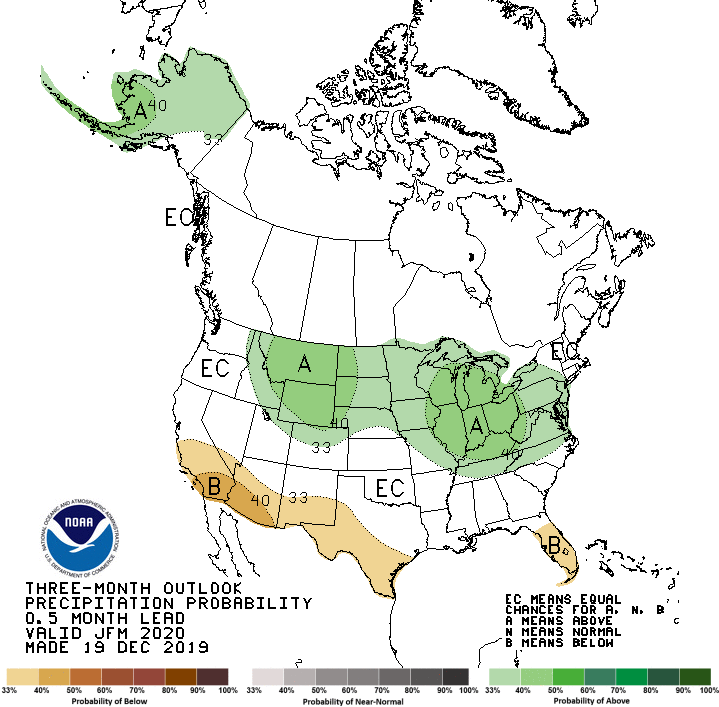 A 40
33
EC
EC
A
40
33
EC
A
40
B
40 33
EC
B
NOAA
NATIONAL OCEANIC AND ATMOSPHERIC ADMINISTRATION
U.S. DEPARTMENT OF COMMERCE
THREE-MONTH OUTLOOK
PRECIPITATION PROBABILITY
0.5 MONTH LEAD
VALID JFM 2020
MADE 19 DEC 2019
EC MEANS EQUAL
CHANCES FOR A, N, B
A MEANS ABOVE
N MEANS NORMAL
B MEANS BELOW
33% 40% 50% 60% 70% 80% 90% 100%
Probability of Below
33% 40% 50% 60% 70% 80% 90% 100%
Probability of Near-Normal
33% 40% 50% 60% 70% 80% 90% 100%
Probability of Above